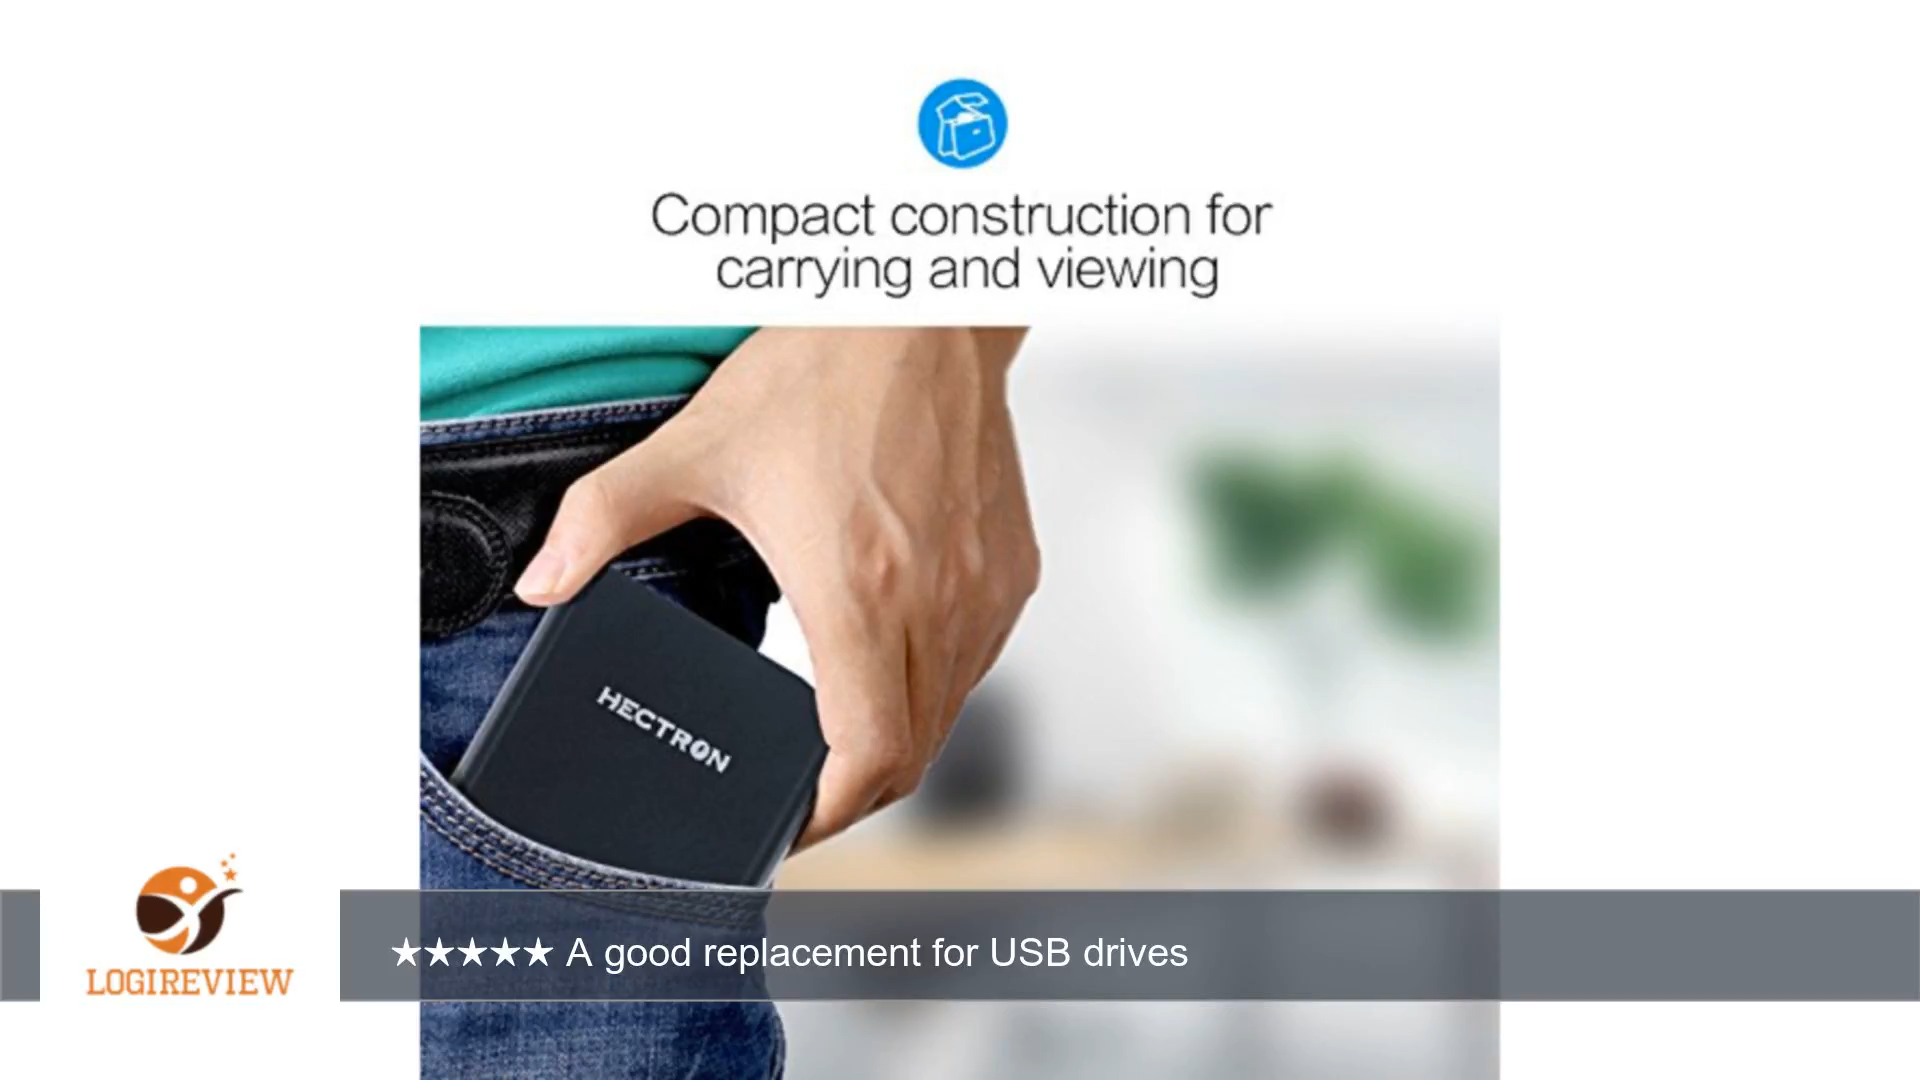 Compact construction for
carrying and viewing
HECTRON
★★★★★ A good replacement for USB drives
LOGIREVIEW